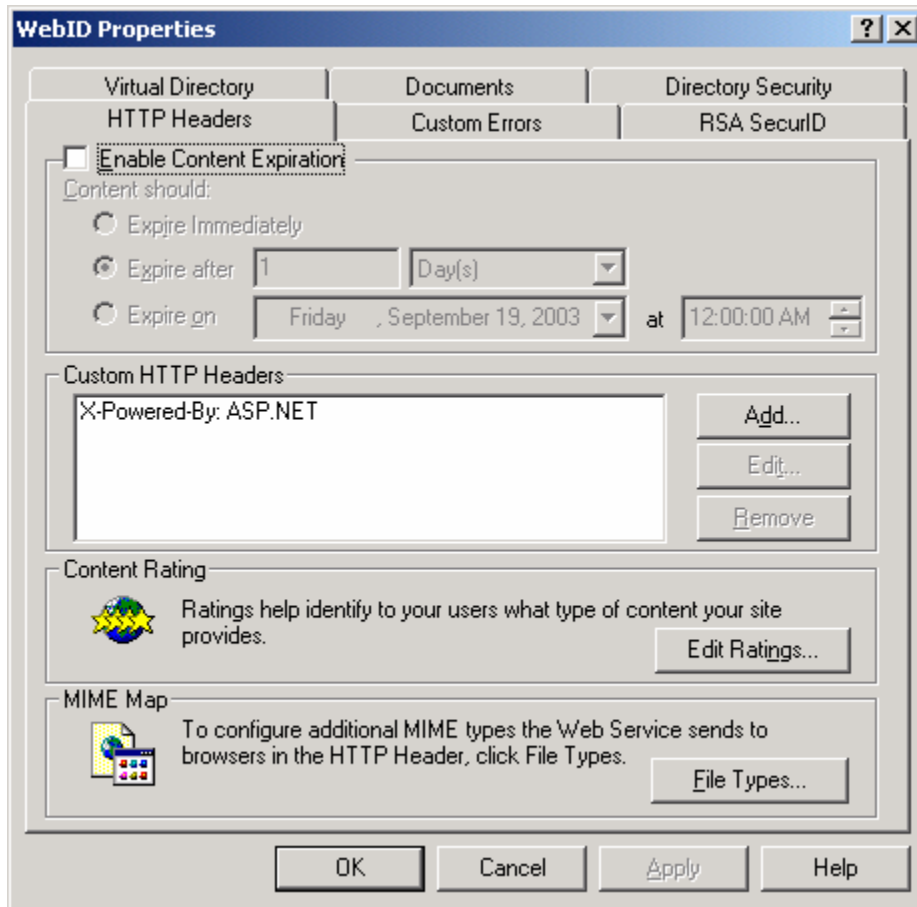 WebID Properties
Virtual Directory
Documents
Directory Security
HTTP Headers
Custom Errors
RSA SecurID
Enable Content Expiration
Content should:
Expire Immediately
Expire after 1 Day(s)
Expire on Friday , September 19, 2003 at 12:00:00 AM
Custom HTTP Headers
X-Powered-By: ASP.NET
Add...
Edit...
Remove
Content Rating
Ratings help identify to your users what type of content your site
provides.
Edit Ratings...
MIME Map
To configure additional MIME types the Web Service sends to
browsers in the HTTP Header, click File Types.
File Types...
OK
Cancel
Apply
Help